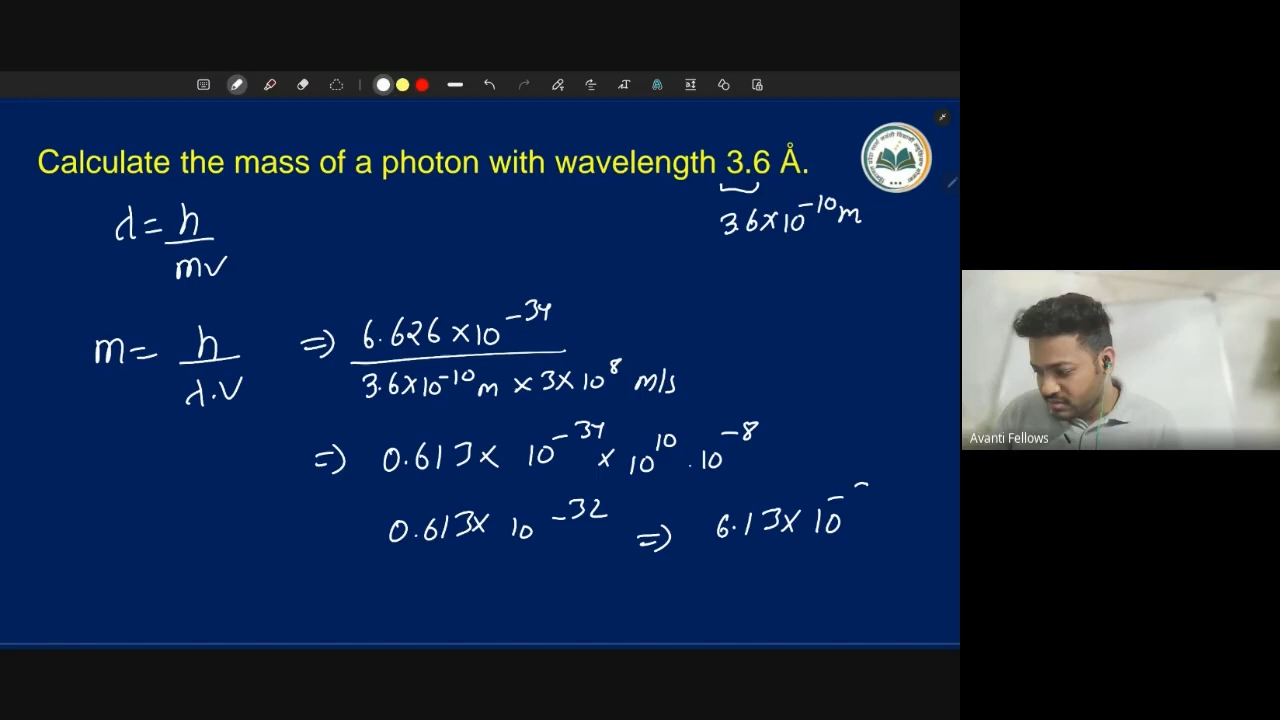 Calculate the mass of a photon with wavelength 3.6 Å.
3.6×10⁻¹⁰m
λ = h/mv
m = h/λ.v ⇒ 6.626 ×10⁻³⁴ / 3.6×10⁻¹⁰m × 3×10⁸ m/s
⇒ 0.613× 10⁻³⁴ × 10¹⁰ .10⁻⁸
0.613× 10⁻³² ⇒ 6.13× 10⁻
Avanti Fellows